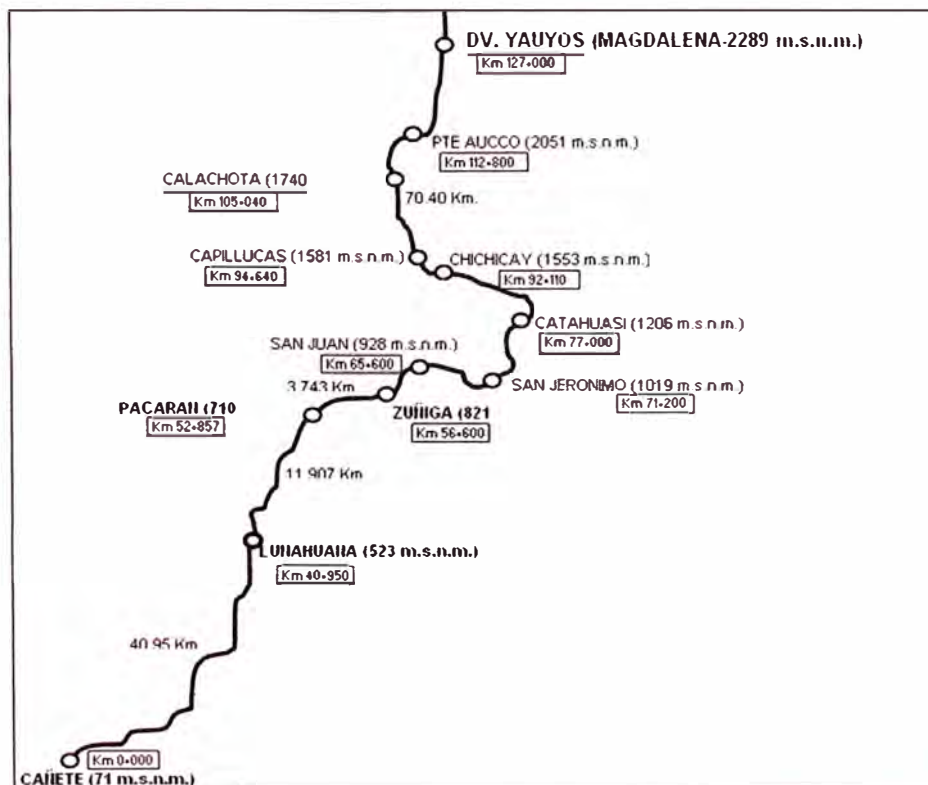 DV. YAUYOS (MAGDALENA-2289 m.s.n.m.)
Km 127+000
PTE AUCCO (2051 m.s.n.m.)
Km 112+800
CALACHOTA (1740
Km 105+040
70.40 Km.
CAPILLUCAS (1581 m.s.n.m.)
Km 94+640
CHICHICAY (1553 m.s.n.m.)
Km 92+110
CATAHUASI (1206 m.s.n.m.)
Km 77+000
SAN JUAN (928 m.s.n.m.)
Km 65+600
SAN JERONIMO (1019 m.s.n.m.)
Km 71+200
3.743 Km
PACARAN (710
Km 52+857
ZUÑIGA (821
Km 56+600
11.907 Km
LUNAHUANA (523 m.s.n.m.)
Km 40+950
40.95 Km
Km 0+000
CAÑETE (71 m.s.n.m.)